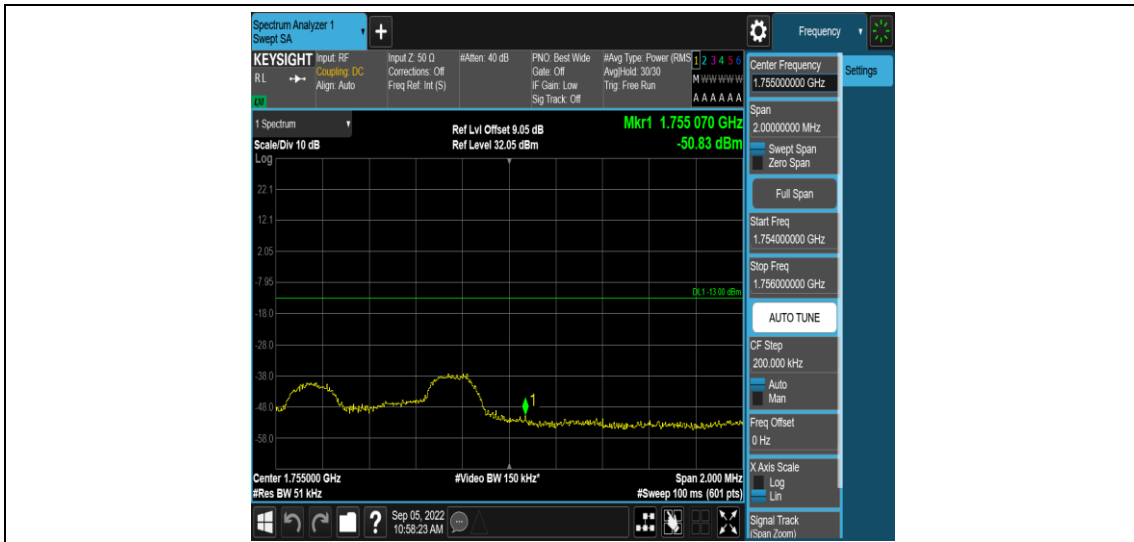 Spectrum Analyzer 1
Swept SA
+
Frequency
KEYSIGHT
RL
LXI
Input: RF
Coupling: DC
Align: Auto
Input Z: 50 Ω
Corrections: Off
Freq Ref: Int (S)
#Atten: 40 dB
PNO: Best Wide
Gate: Off
IF Gain: Low
Sig Track: Off
#Avg Type: Power (RMS
Avg|Hold: 30/30
Trig: Free Run
1 2 3 4 5 6
M W W W W W
A A A A A A
1 Spectrum
Scale/Div 10 dB
Log
Ref Lvl Offset 9.05 dB
Ref Level 32.05 dBm
Mkr1 1.755 070 GHz
-50.83 dBm
22.1
12.1
2.05
-7.95
DL1 -13.00 dBm
-18.0
-28.0
-38.0
1
-48.0
-58.0
Center 1.755000 GHz
#Res BW 51 kHz
#Video BW 150 kHz*
Span 2.000 MHz
#Sweep 100 ms (601 pts)
?
Sep 05, 2022
10:58:23 AM
Center Frequency
1.755000000 GHz
Settings
Span
2.00000000 MHz
Swept Span
Zero Span
Full Span
Start Freq
1.754000000 GHz
Stop Freq
1.756000000 GHz
AUTO TUNE
CF Step
200.000 kHz
Auto
Man
Freq Offset
0 Hz
X Axis Scale
Log
Lin
Signal Track
(Span Zoom)